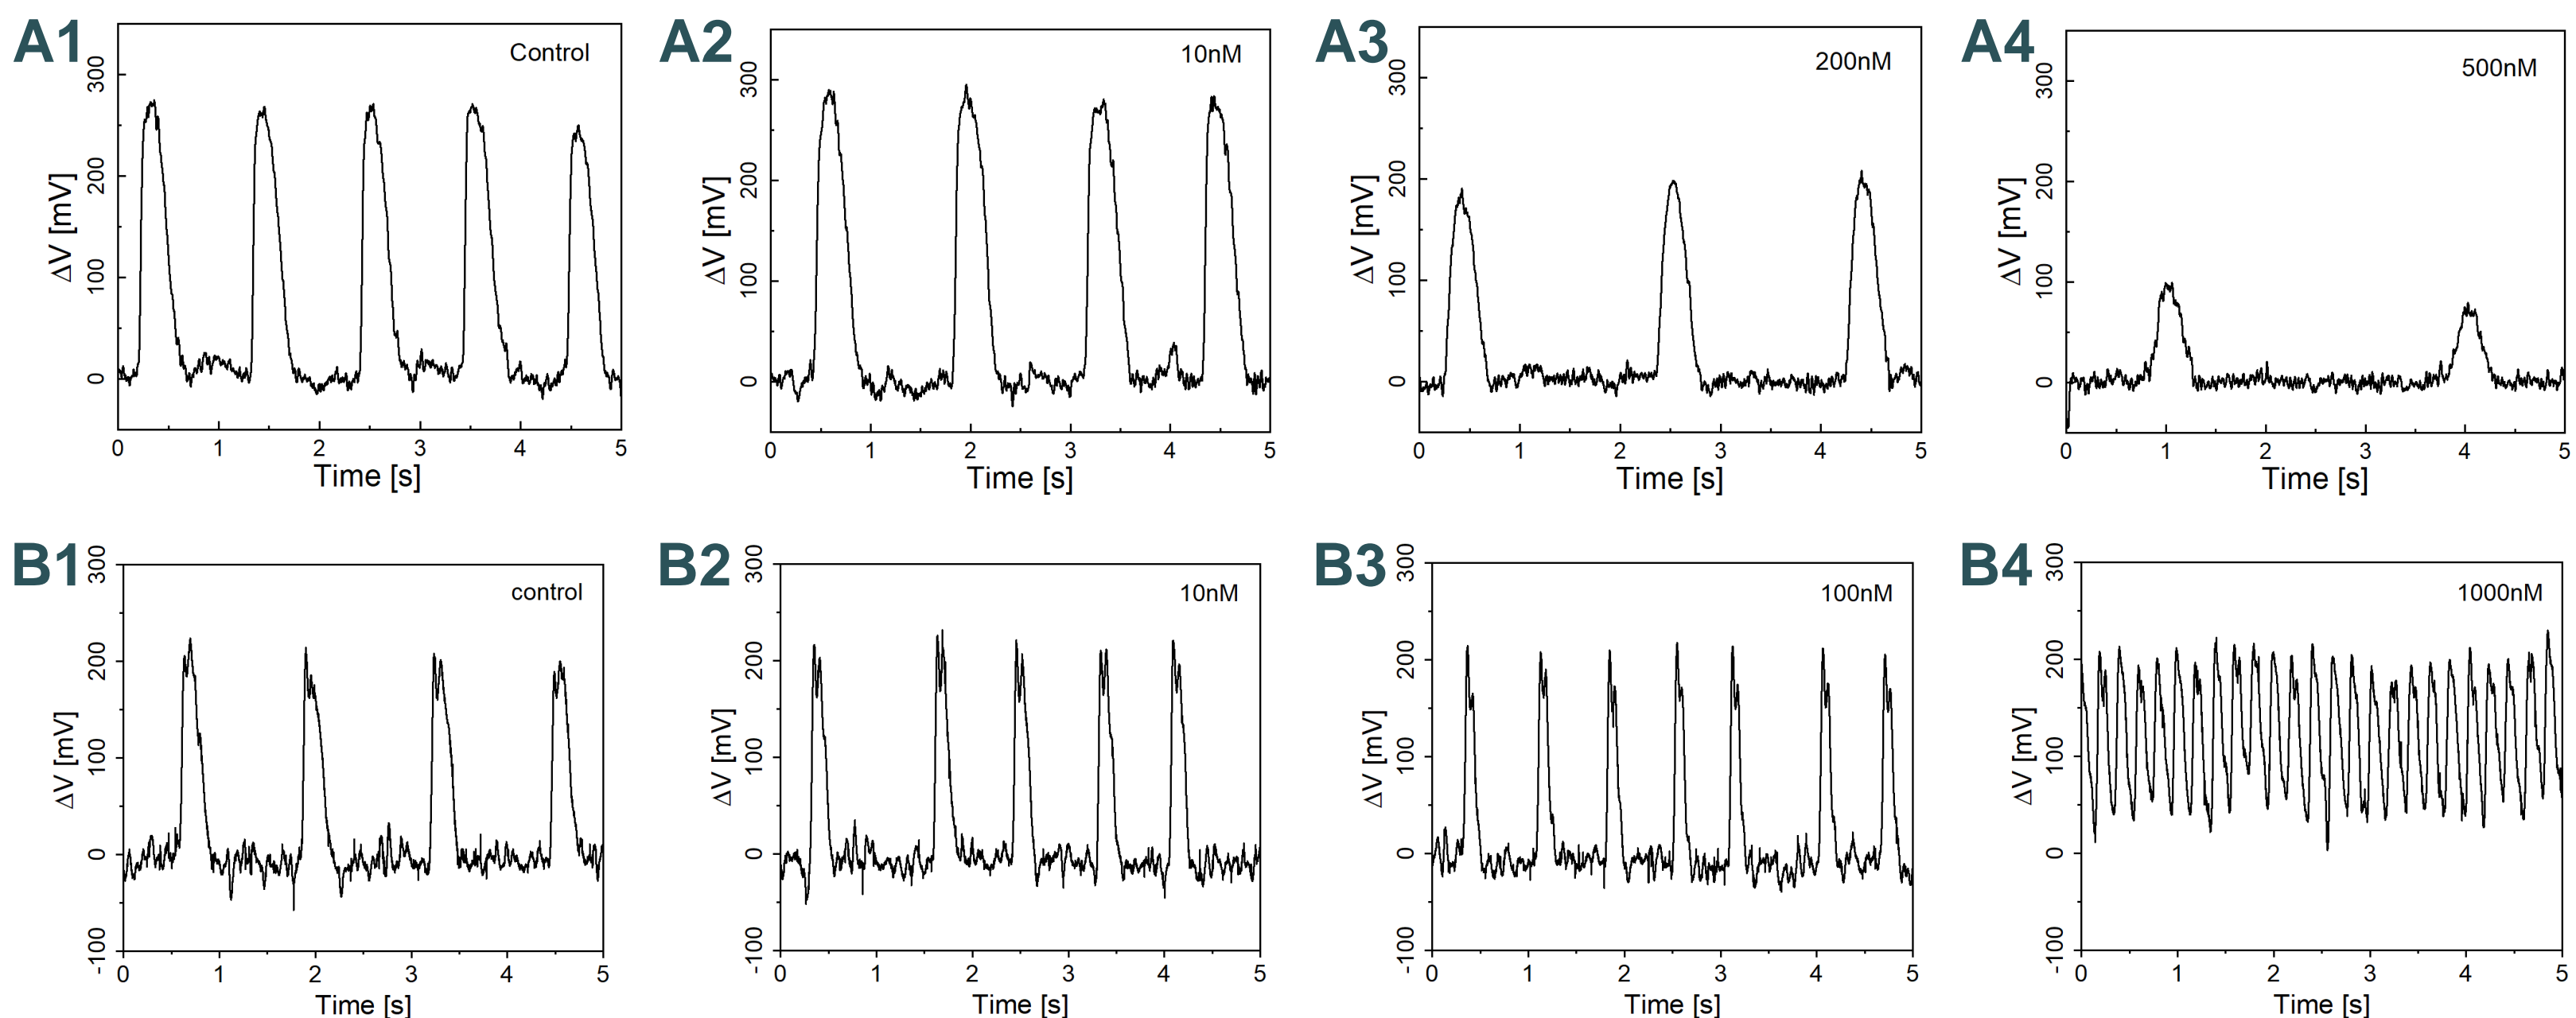 A1
Control
300
200
100
0
ΔV [mV]
0 1 2 3 4 5
Time [s]
A2
10nM
300
200
100
0
ΔV [mV]
0 1 2 3 4 5
Time [s]
A3
200nM
300
200
100
0
ΔV [mV]
0 1 2 3 4 5
Time [s]
A4
500nM
300
200
100
0
ΔV [mV]
0 1 2 3 4 5
Time [s]
B1
control
300
200
100
0
-100
ΔV [mV]
0 1 2 3 4 5
Time [s]
B2
10nM
300
200
100
0
-100
ΔV [mV]
0 1 2 3 4 5
Time [s]
B3
100nM
300
200
100
0
-100
ΔV [mV]
0 1 2 3 4 5
Time [s]
B4
1000nM
300
200
100
0
-100
ΔV [mV]
0 1 2 3 4 5
Time [s]